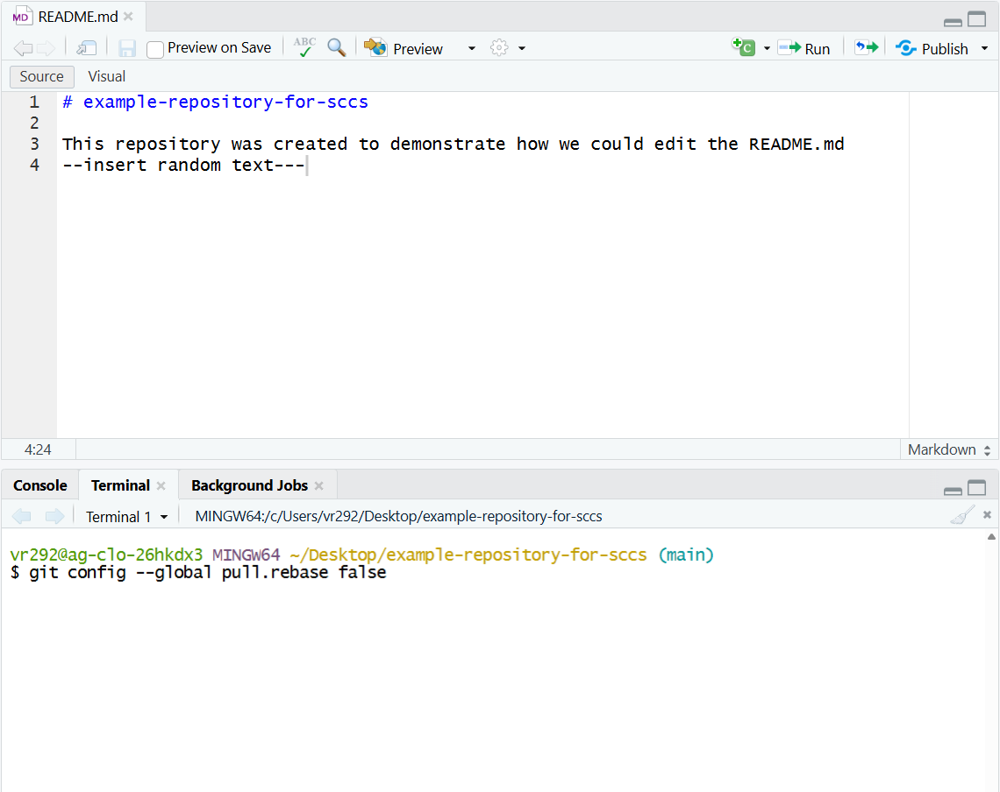 MD README.md
Preview on Save ABC Preview C Run Publish
Source Visual
1 # example-repository-for-sccs
2
3 This repository was created to demonstrate how we could edit the README.md
4 --insert random text---
4:24 Markdown
Console Terminal Background Jobs
Terminal 1 MINGW64:/c/Users/vr292/Desktop/example-repository-for-sccs
vr292@ag-clo-26hkdx3 MINGW64 ~/Desktop/example-repository-for-sccs (main)
$ git config --global pull.rebase false